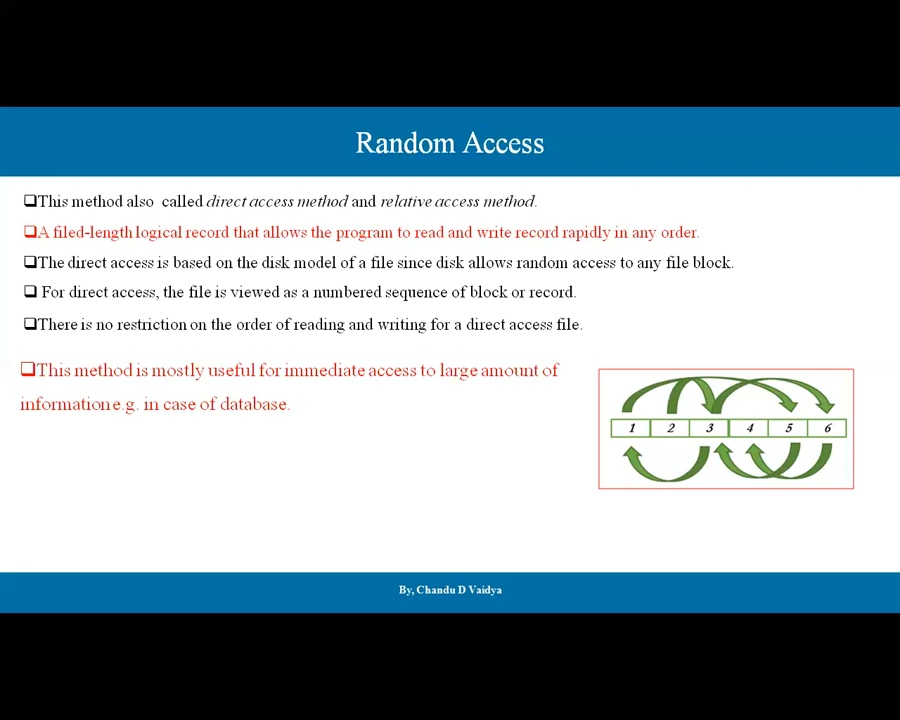 Random Access
❑This method also called direct access method and relative access method.
❑A filed-length logical record that allows the program to read and write record rapidly in any order.
❑The direct access is based on the disk model of a file since disk allows random access to any file block.
❑ For direct access, the file is viewed as a numbered sequence of block or record.
❑There is no restriction on the order of reading and writing for a direct access file.
❑This method is mostly useful for immediate access to large amount of
information e.g. in case of database.
1 2 3 4 5 6
By, Chandu D Vaidya